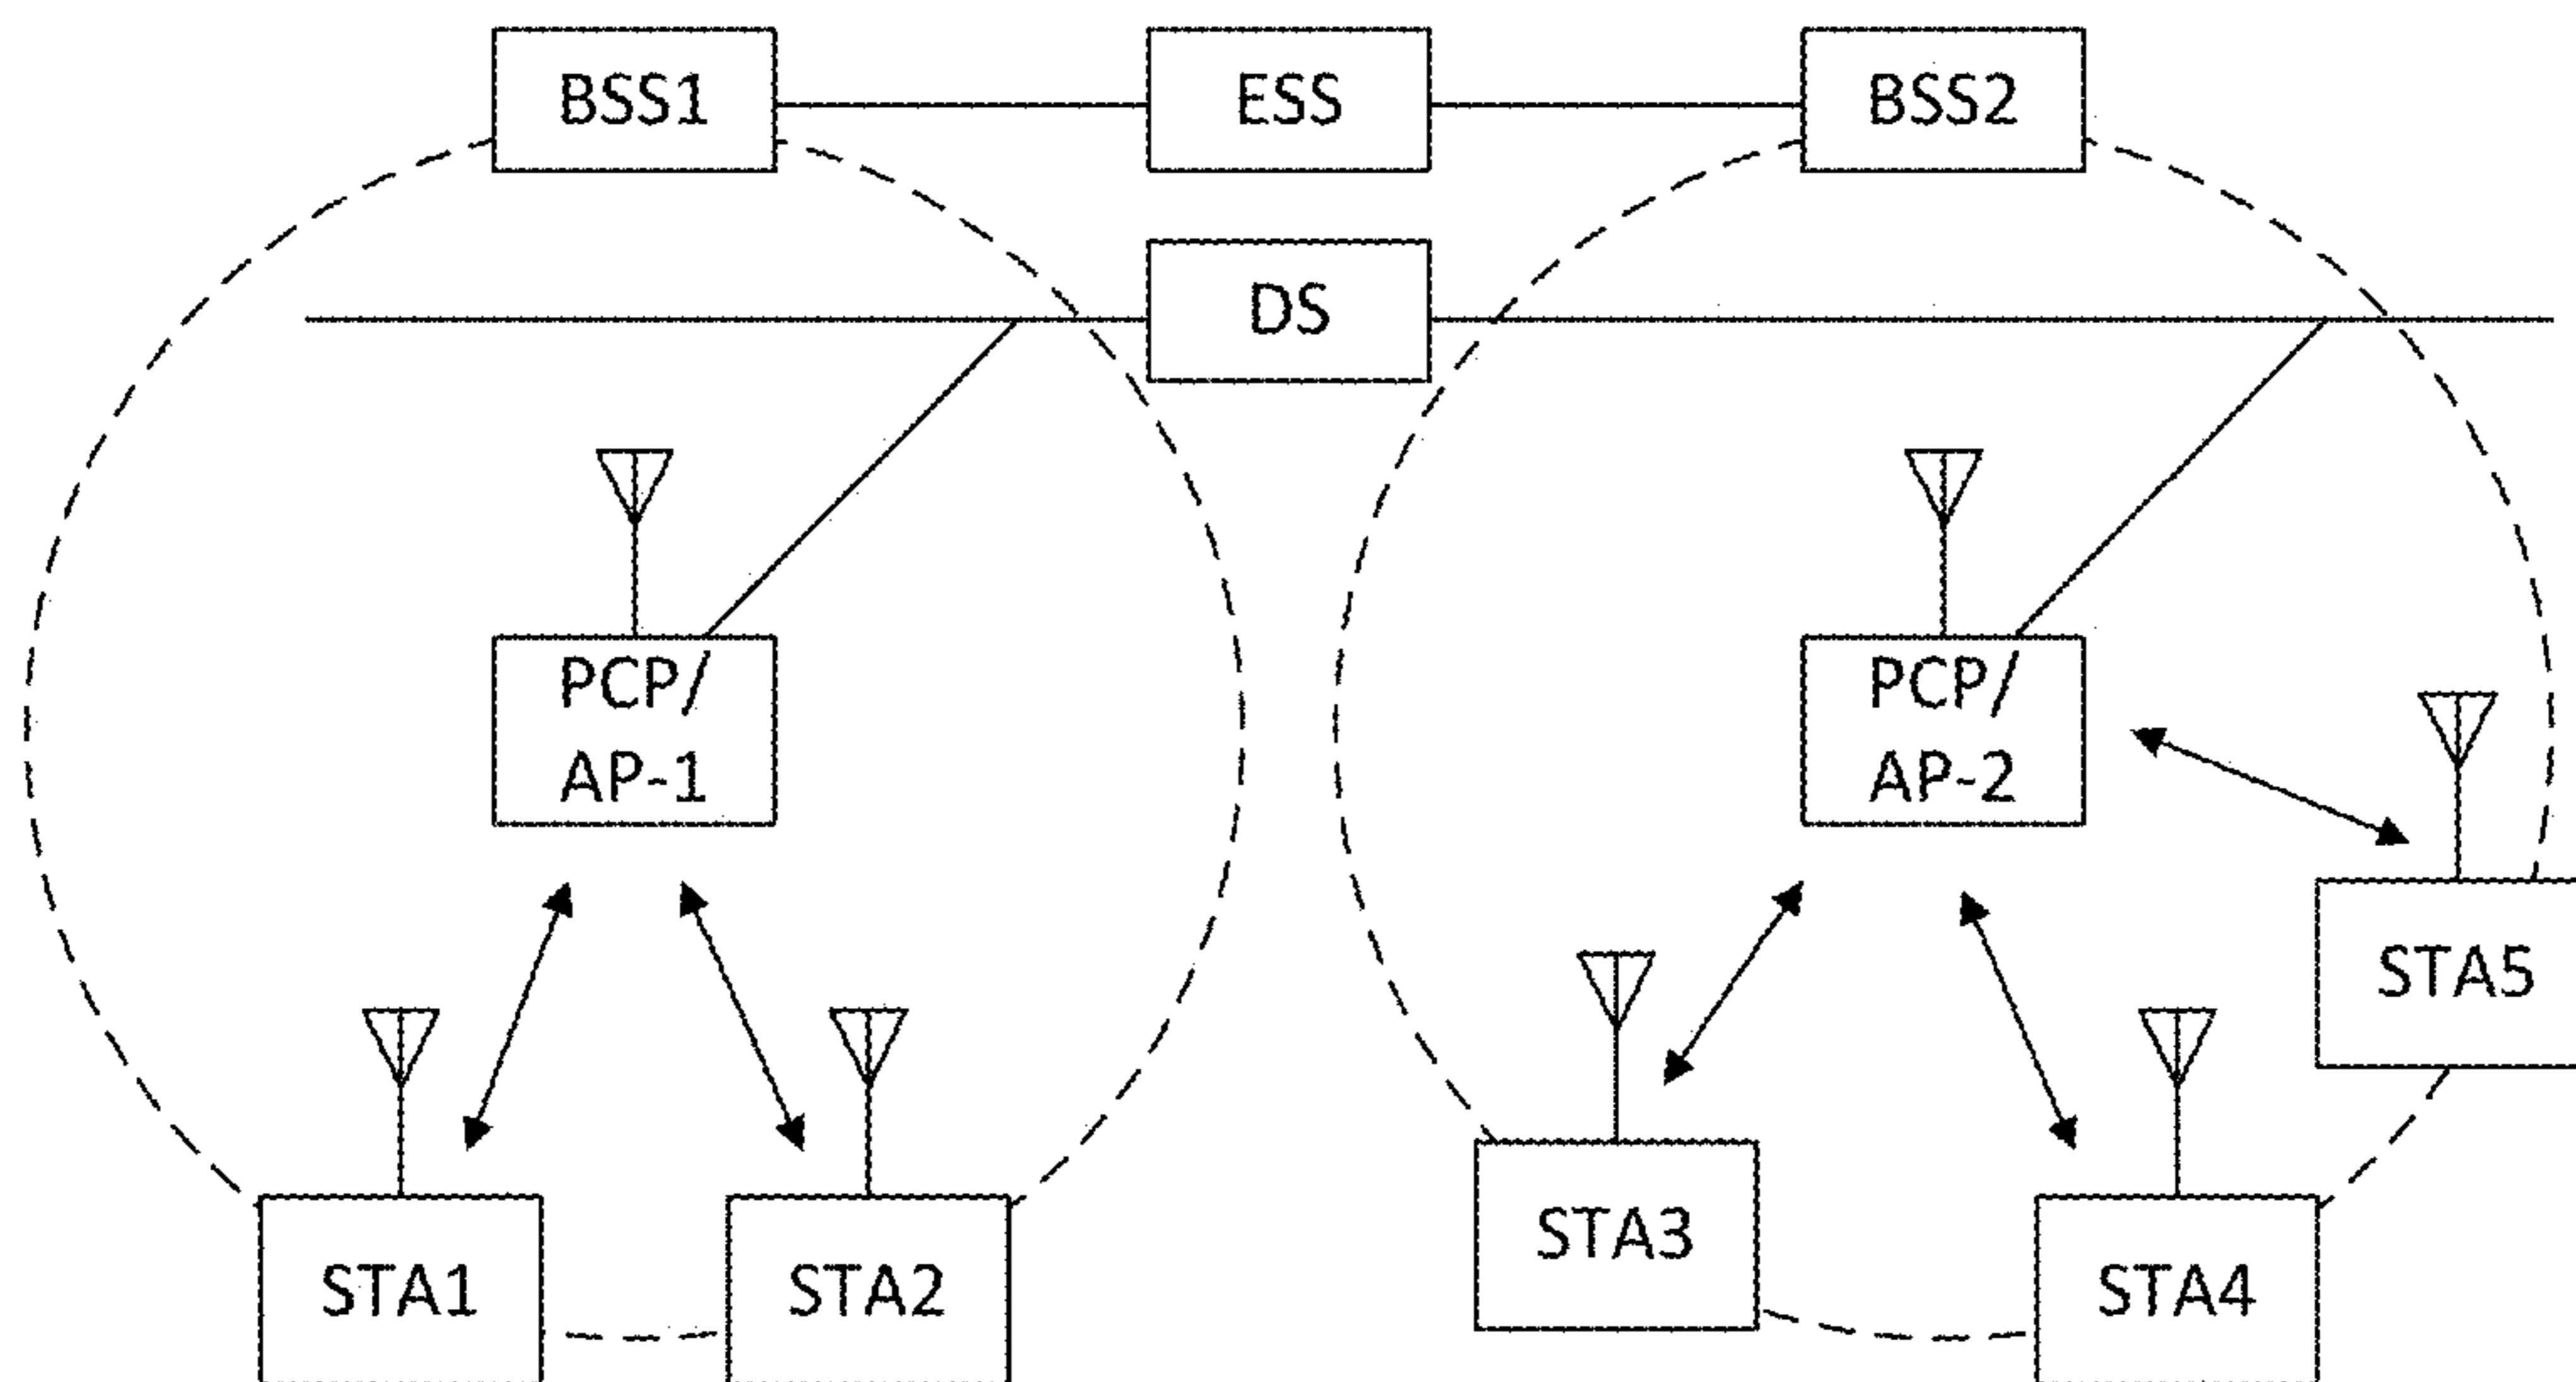 BSS1
ESS
BSS2
DS
PCP/
AP-1
PCP/
AP-2
STA5
STA3
STA1
STA2
STA4